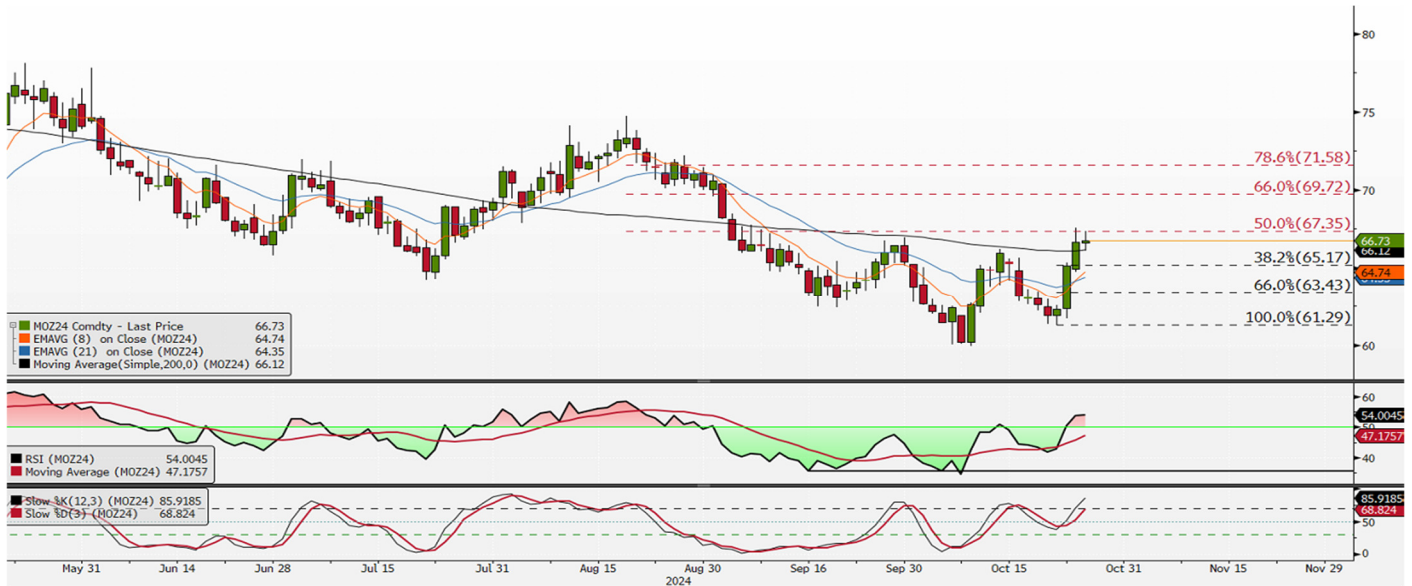 80
75
78.6%(71.58)
70
66.0%(69.72)
50.0%(67.35)
66.73
66.12
38.2%(65.17)
64.74
66.0%(63.43)
100.0%(61.29)
60
MOZ24 Comdty - Last Price 66.73
EMAVG (8) on Close (MOZ24) 64.74
EMAVG (21) on Close (MOZ24) 64.35
Moving Average(Simple,200,0) (MOZ24) 66.12
60
54.0045
50
47.1757
40
RSI (MOZ24) 54.0045
Moving Average (MOZ24) 47.1757
Slow %K(12,3) (MOZ24) 85.9185
Slow %D(3) (MOZ24) 68.824
85.9185
68.824
50
0
May 31 Jun 14 Jun 28 Jul 15 Jul 31 Aug 15 Aug 30 Sep 16 Sep 30 Oct 15 Oct 31 Nov 15 Nov 29
2024